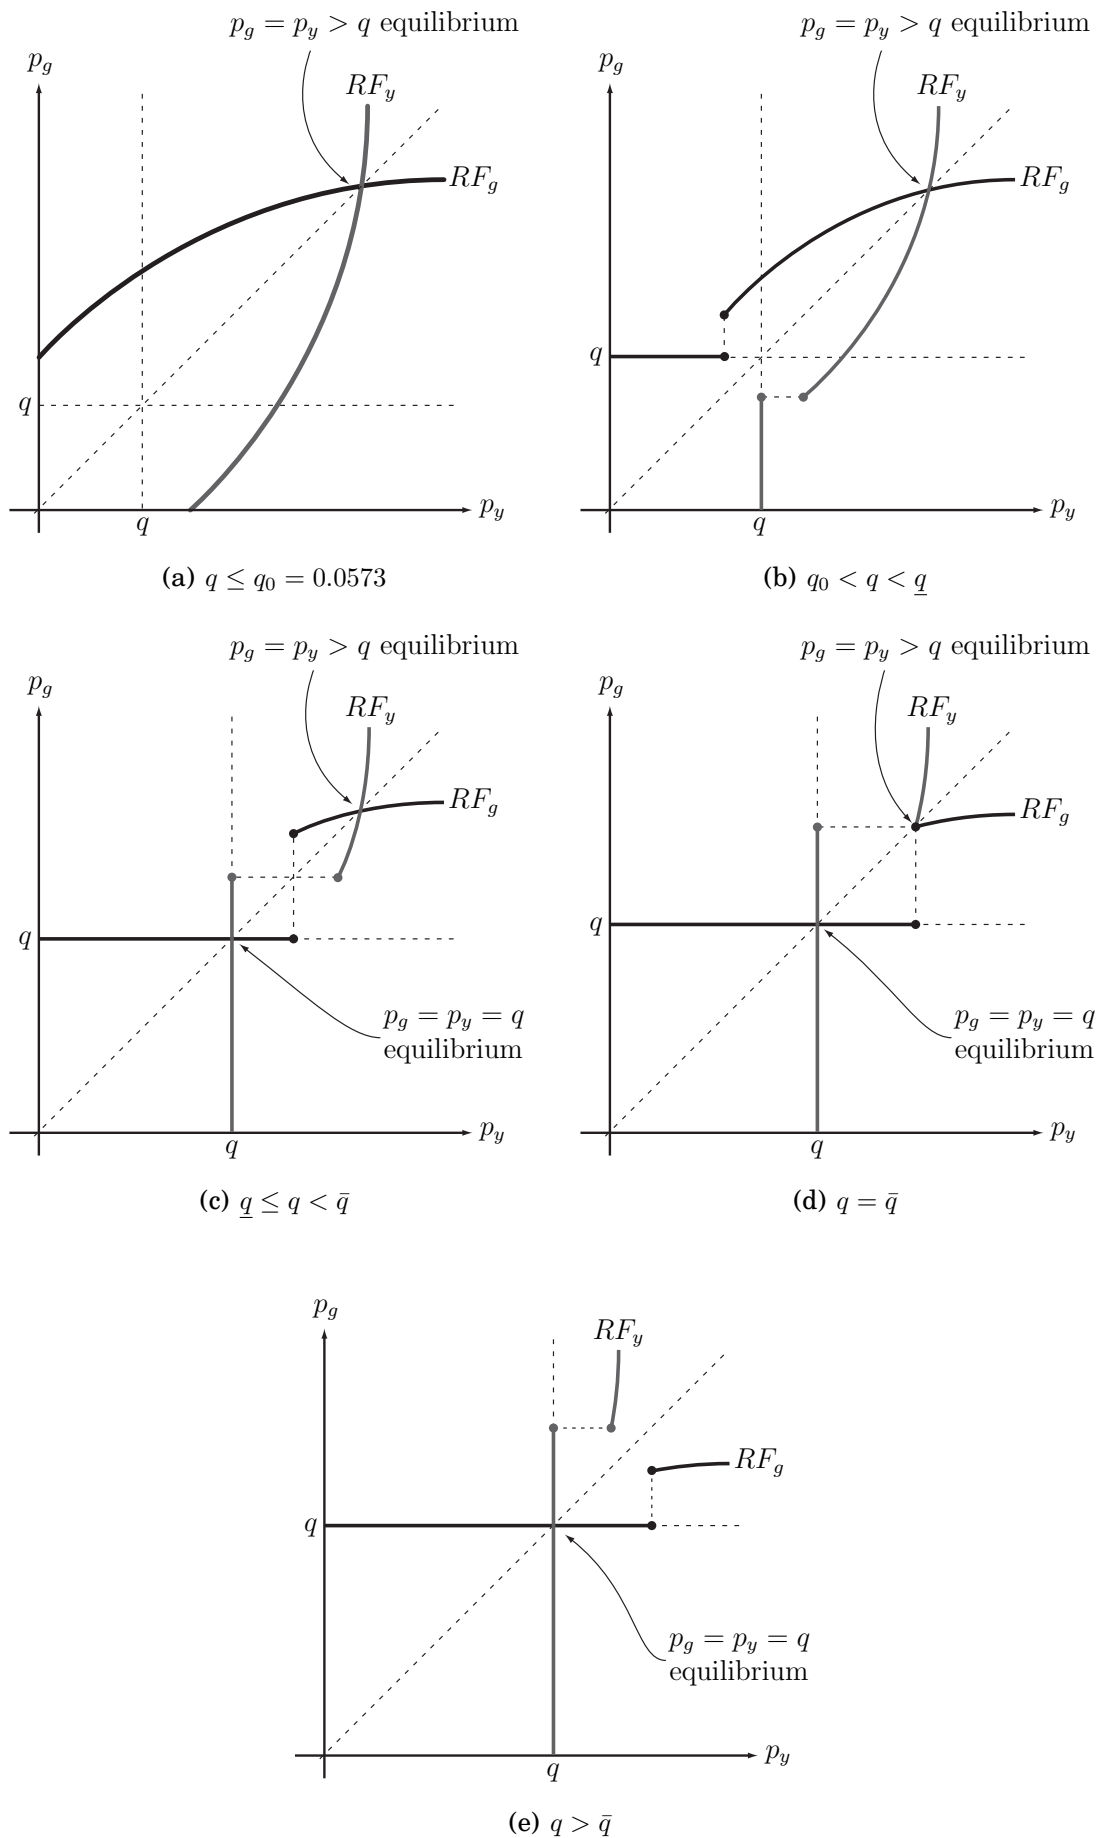 p_g = p_y > q equilibrium
p_g = p_y > q equilibrium
p_g
p_g
RF_y
RF_y
RF_g
RF_g
q
q
p_y
p_y
q
q
(a) q ≤ q_0 = 0.0573
(b) q_0 < q < q̲
p_g = p_y > q equilibrium
p_g = p_y > q equilibrium
p_g
p_g
RF_y
RF_y
RF_g
RF_g
q
q
p_g = p_y = q
equilibrium
p_g = p_y = q
equilibrium
p_y
p_y
q
q
(c) q̲ ≤ q < q̄
(d) q = q̄
p_g
RF_y
RF_g
q
p_g = p_y = q
equilibrium
p_y
q
(e) q > q̄